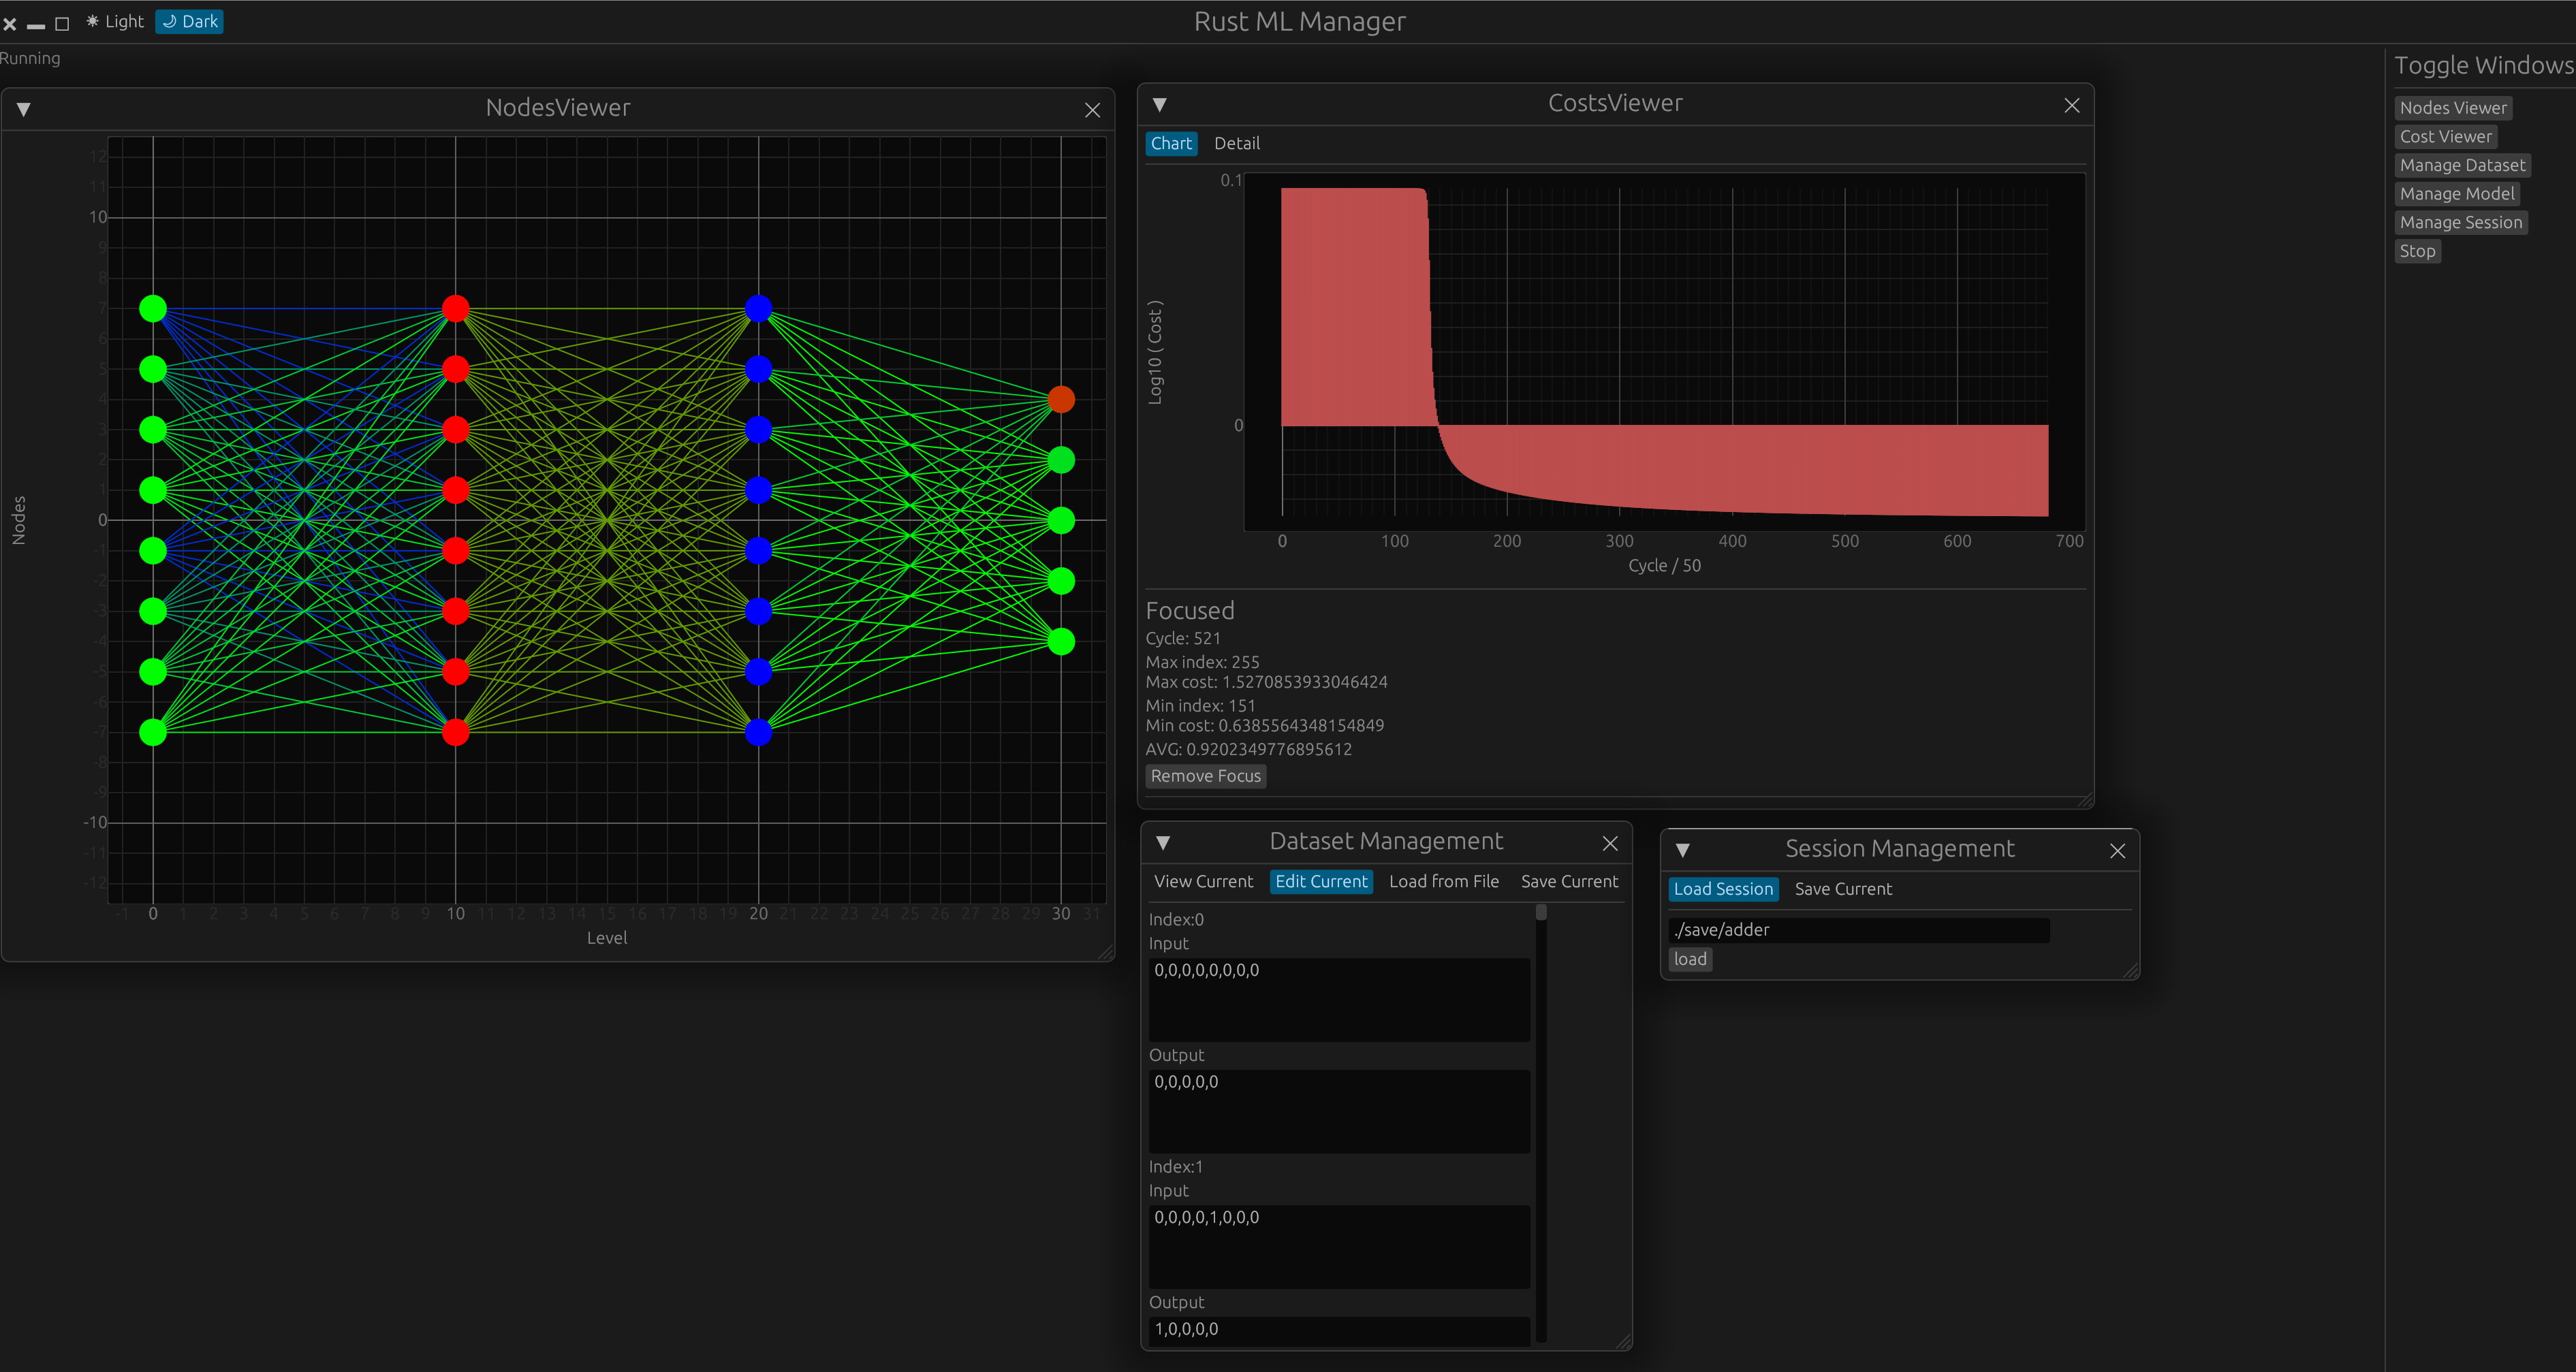 Light Dark
Rust ML Manager
Running
NodesViewer
12
11
10
9
8
7
6
5
4
3
2
1
0
-1
-2
-3
-4
-5
-6
-7
-8
-9
-10
-11
-12
Nodes
-1 0 1 2 3 4 5 6 7 8 9 10 11 12 13 14 15 16 17 18 19 20 21 22 23 24 25 26 27 28 29 30 31
Level
CostsViewer
Chart Detail
0.1
0
Log10 ( Cost )
0 100 200 300 400 500 600 700
Cycle / 50
Focused
Cycle: 521
Max index: 255
Max cost: 1.5270853933046424
Min index: 151
Min cost: 0.6385564348154849
AVG: 0.9202349776895612
Remove Focus
Dataset Management
View Current Edit Current Load from File Save Current
Index:0
Input
0,0,0,0,0,0,0,0
Output
0,0,0,0,0
Index:1
Input
0,0,0,0,1,0,0,0
Output
1,0,0,0,0
Session Management
Load Session Save Current
./save/adder
load
Toggle Windows
Nodes Viewer
Cost Viewer
Manage Dataset
Manage Model
Manage Session
Stop